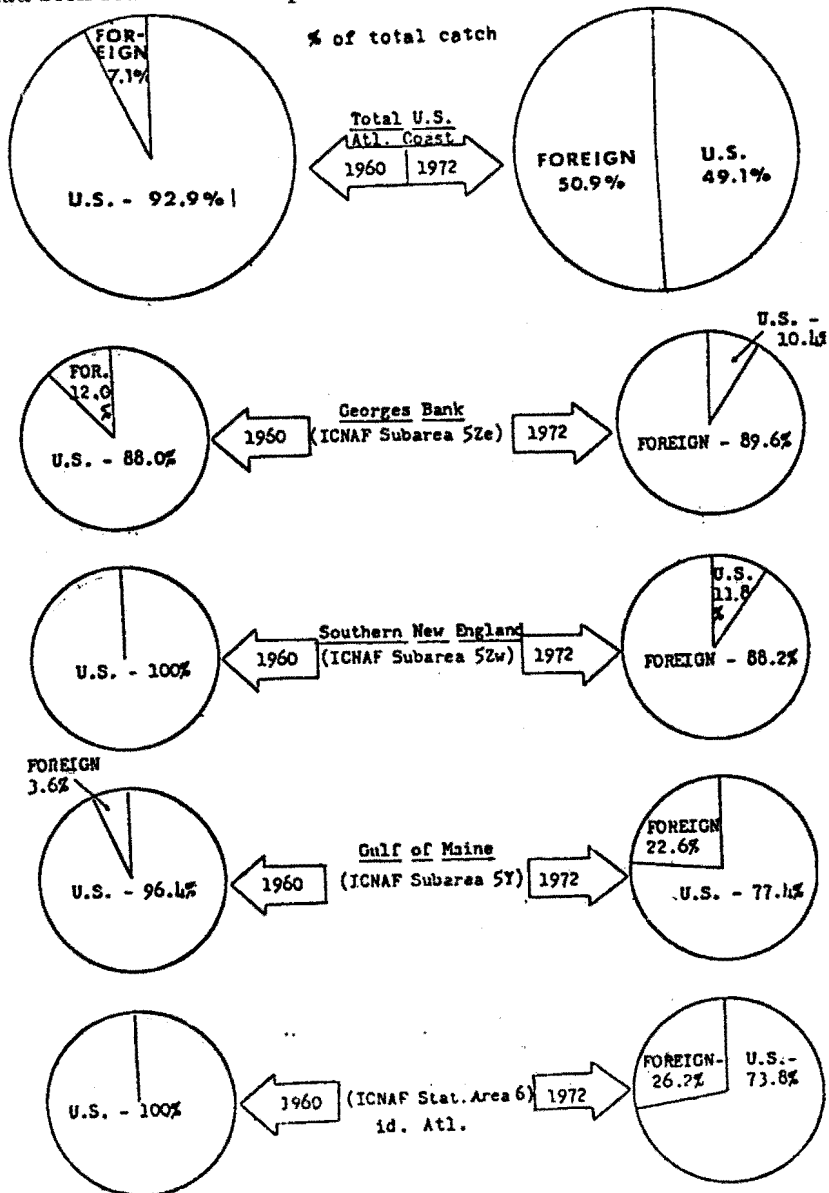 % of total catch
FOR-
EIGN
7.1%
U.S. - 92.9%
Total U.S.
Atl. Coast
1960 1972
FOREIGN
50.9%
U.S.
49.1%
FOR.
12.0
%
U.S. - 88.0%
1960
Georges Bank
(ICNAF Subarea 5Ze)
1972
U.S. -
10.4%
FOREIGN - 89.6%
U.S. - 100%
1960
Southern New England
(ICNAF Subarea 5Zw)
1972
U.S.
11.8
%
FOREIGN - 88.2%
FOREIGN
3.6%
U.S. - 96.4%
1960
Gulf of Maine
(ICNAF Subarea 5Y)
1972
FOREIGN
22.6%
U.S. - 77.4%
U.S. - 100%
1960
(ICNAF Stat. Area 6)
id. Atl.
1972
FOREIGN-
26.2%
U.S.-
73.8%